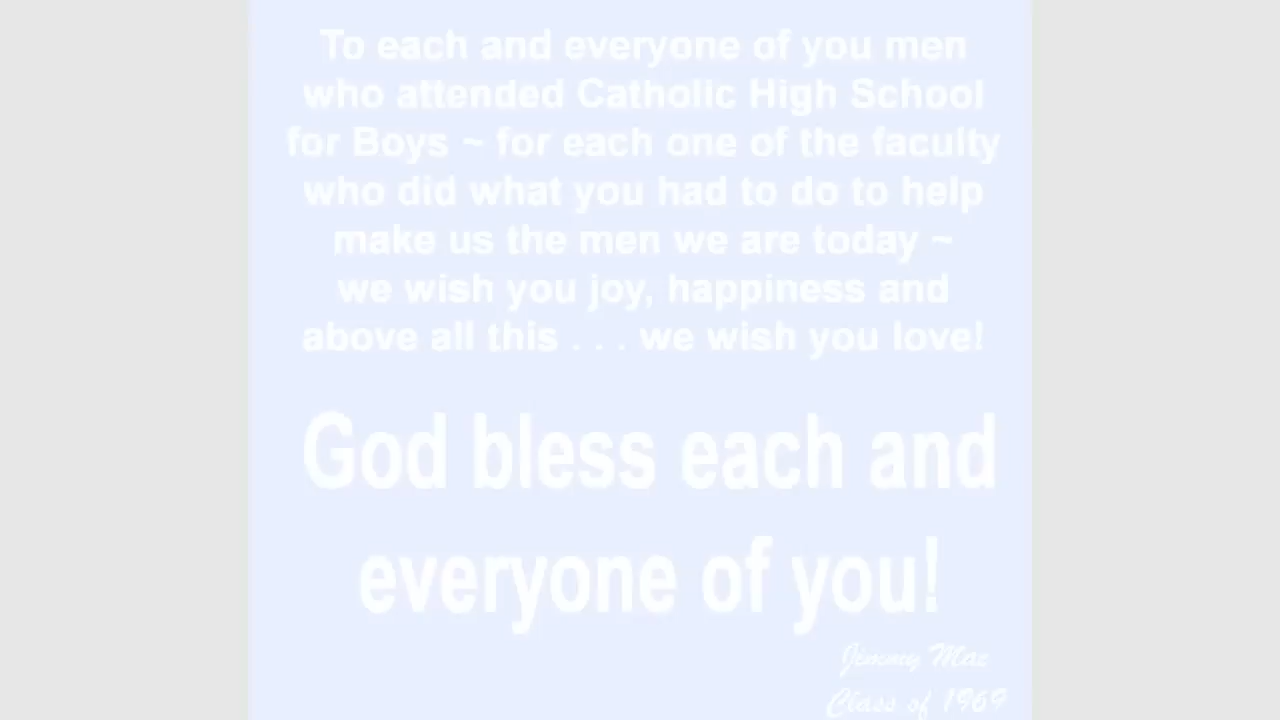 To each and everyone of you men
who attended Catholic High School
for Boys ~ for each one of the faculty
who did what you had to do to help
make us the men we are today ~
we wish you joy, happiness and
above all this . . . we wish you love!
God bless each and
everyone of you!
Jimmy Mac
Class of 1969